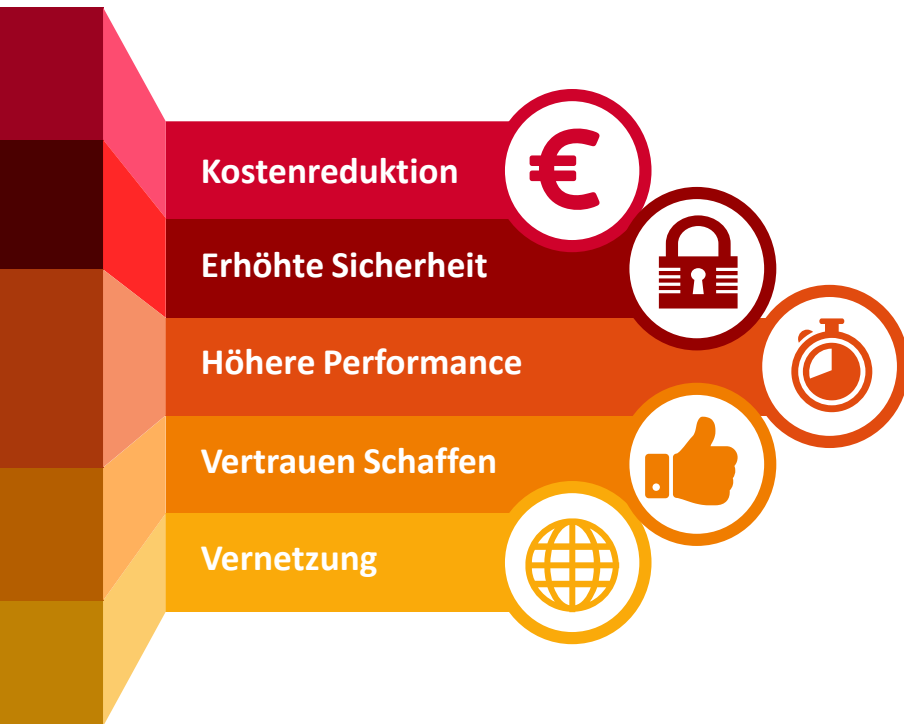 Kostenreduktion
Erhöhte Sicherheit
Höhere Performance
Vertrauen Schaffen
Vernetzung